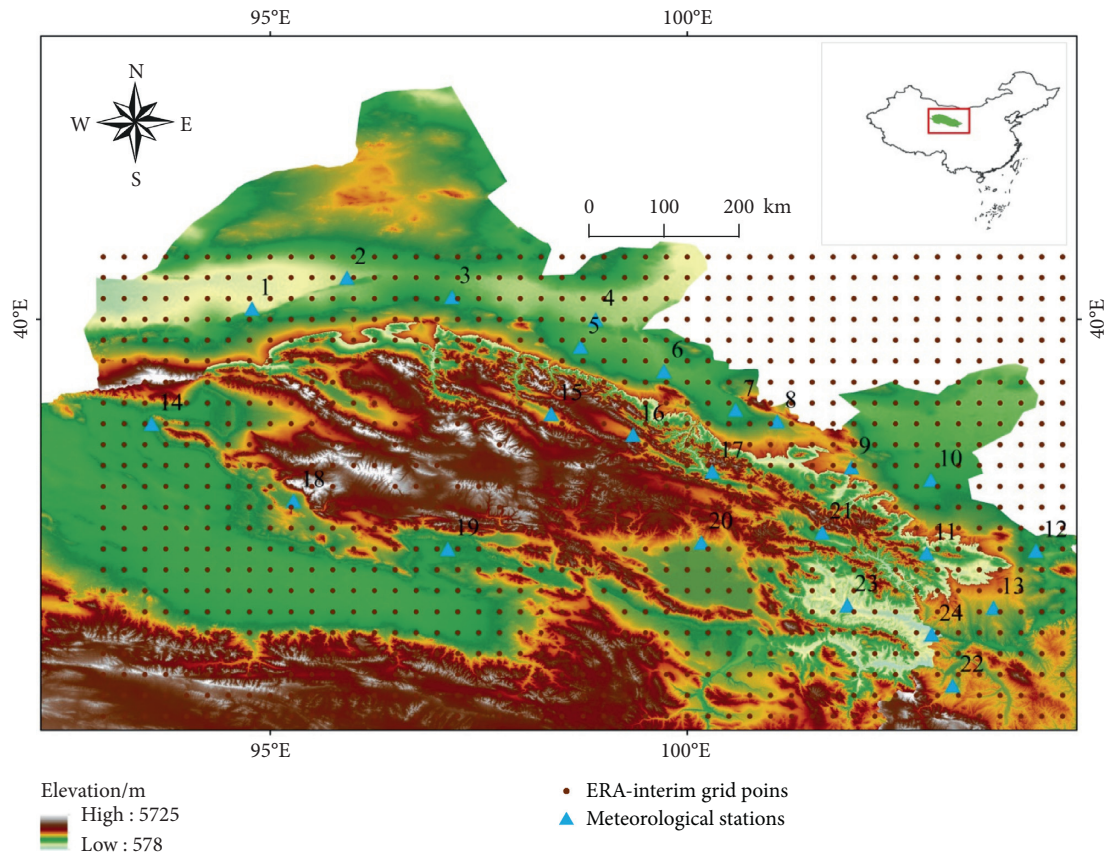 95°E 100°E
N
W E
S
0 100 200 km
2
1 3
4
40°E 40°E
5
6
7
8
14 15
16
9
17 10
18
21
20
19 11 12
23 13
24
22
95°E 100°E
Elevation/m
High : 5725
Low : 578
ERA-interim grid poins
Meteorological stations